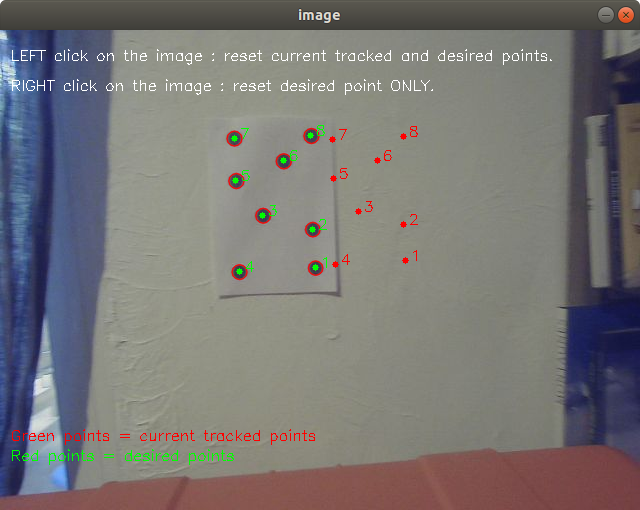 image
LEFT click on the image : reset current tracked and desired points.
RIGHT click on the image : reset desired point ONLY.
7 8
6
5
3
2
4 1
Green points = current tracked points
Red points = desired points